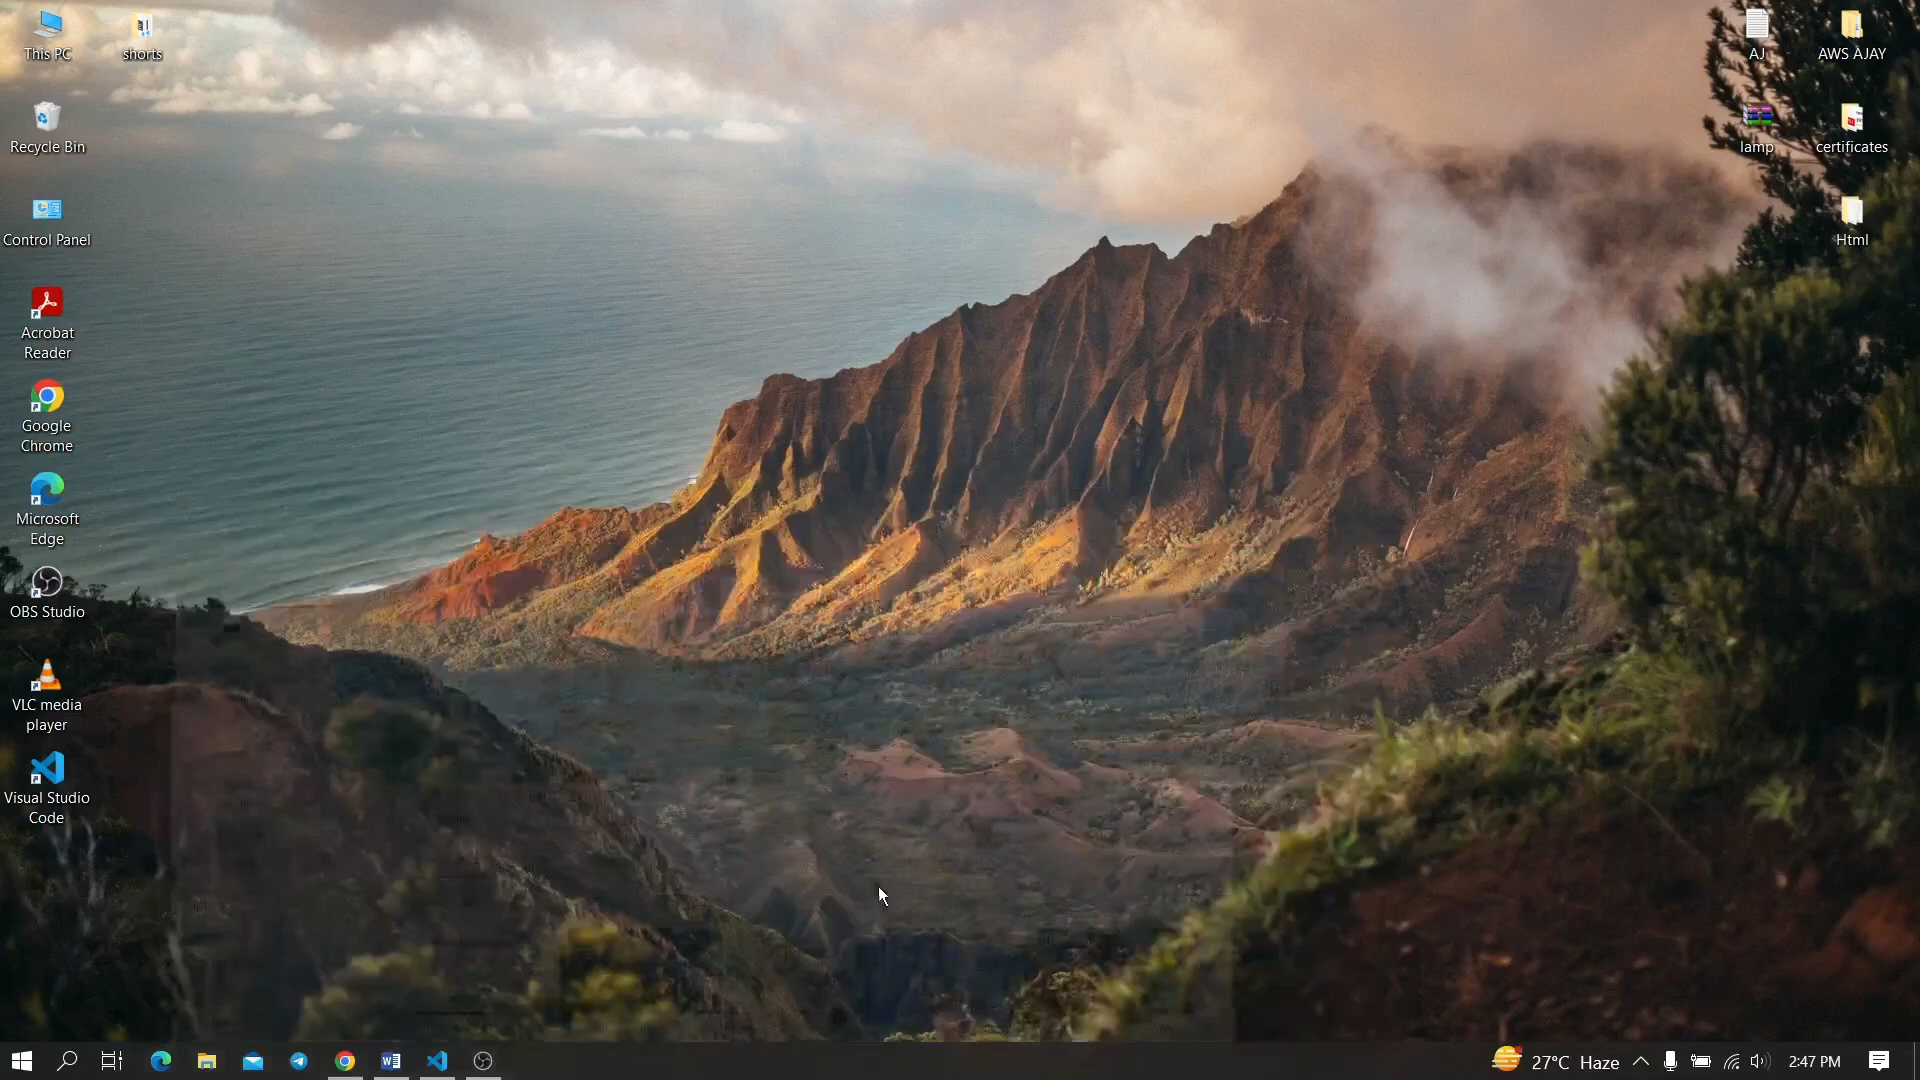 This PC
shorts
AJ
AWS AJAY
Recycle Bin
lamp
certificates
Control Panel
Html
Acrobat
Reader
Google
Chrome
Microsoft
Edge
OBS Studio
VLC media
player
Visual Studio
Code
27°C Haze
2:47 PM